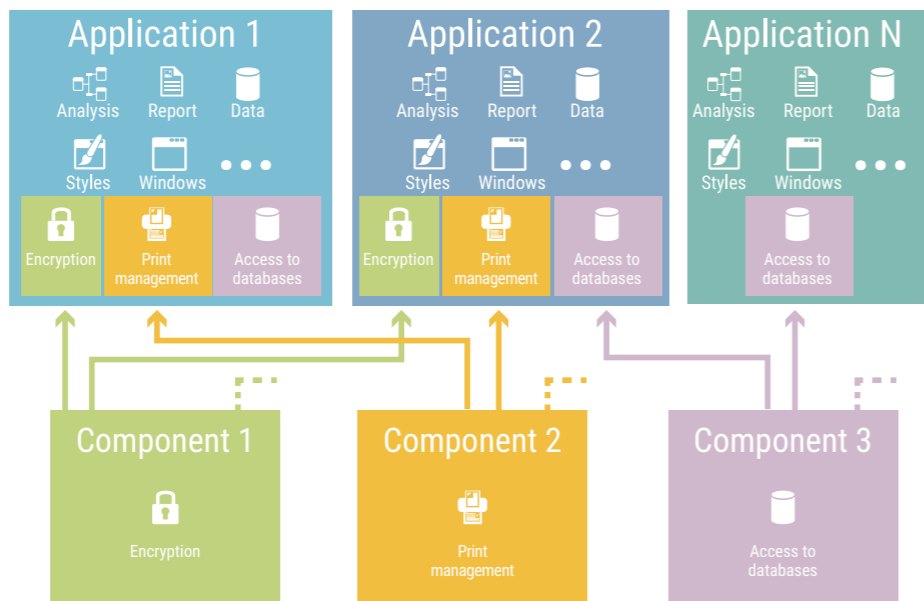 Application 1
Analysis
Report
Data
Styles
Windows
Encryption
Print
management
Access to
databases
Application 2
Analysis
Report
Data
Styles
Windows
Encryption
Print
management
Access to
databases
Application N
Analysis
Report
Data
Styles
Windows
Access to
databases
Component 1
Encryption
Component 2
Print
management
Component 3
Access to
databases